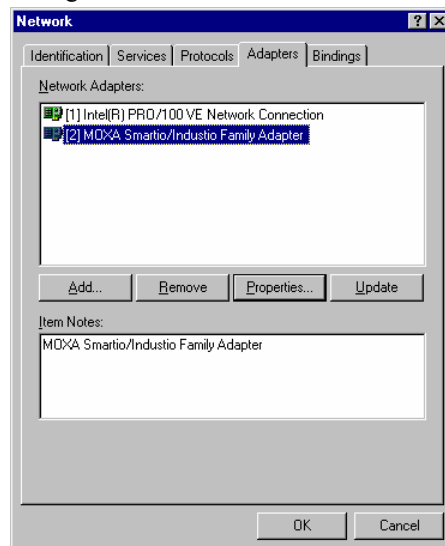 Network
Identification Services Protocols Adapters Bindings
Network Adapters:
[1] Intel(R) PRO/100 VE Network Connection
[2] MOXA Smartio/Industio Family Adapter
Add... Remove Properties... Update
Item Notes:
MOXA Smartio/Industio Family Adapter
OK Cancel